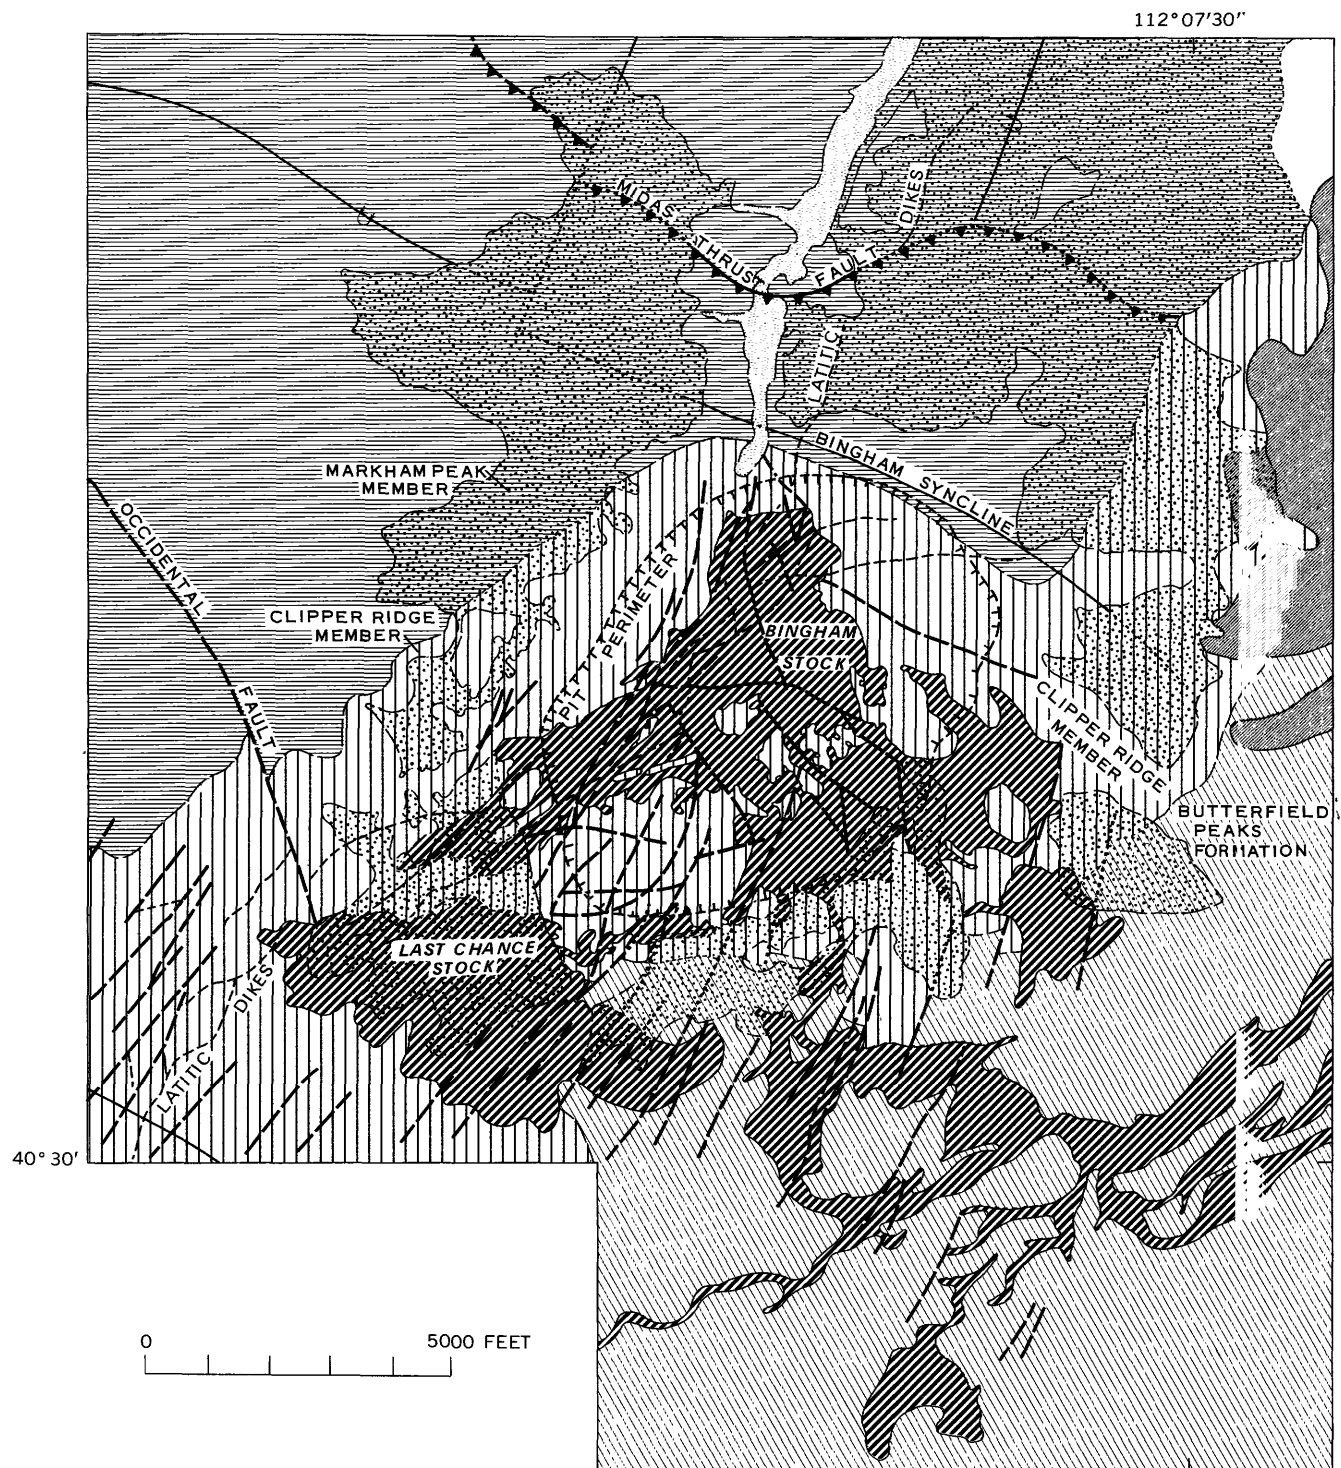 112°07'30"
MIDAS
THRUST
FAULT
DIKES
LATITIC
BINGHAM SYNCLINE
MARKHAM PEAK
MEMBER
OCCIDENTAL
FAULT
CLIPPER RIDGE
MEMBER
PIT
PERIMETER
BINGHAM
STOCK
CLIPPER RIDGE
MEMBER
BUTTERFIELD
PEAKS
FORMATION
LAST CHANCE
STOCK
DIKES
LATITIC
40° 30'
0
5000 FEET